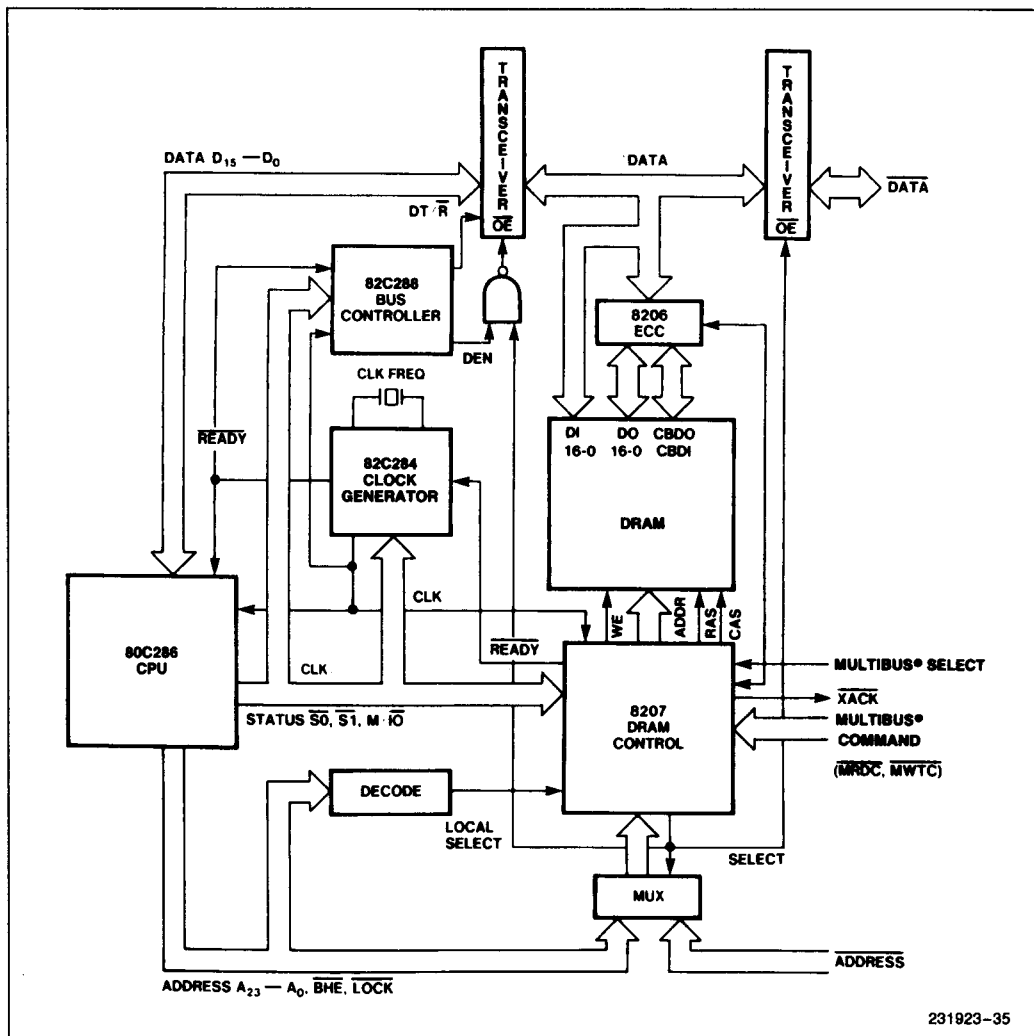 TRANSCEIVER
OE
TRANSCEIVER
OE
DATA D15 — D0
DATA
DATA
DT/R
82C288
BUS
CONTROLLER
DEN
8206
ECC
CLK FREQ
READY
82C284
CLOCK
GENERATOR
DI
16-0
DO
16-0
CBDO
CBDI
DRAM
CLK
WE
ADDR
RAS
CAS
80C286
CPU
CLK
READY
8207
DRAM
CONTROL
MULTIBUS® SELECT
XACK
MULTIBUS®
COMMAND
(MRDC, MWTC)
STATUS S0, S1, M/IO
DECODE
LOCAL
SELECT
SELECT
MUX
ADDRESS
ADDRESS A23 — A0, BHE, LOCK
231923-35